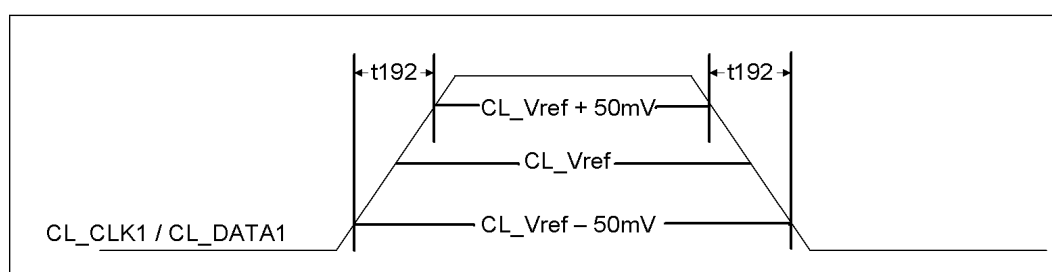 t192
t192
CL_Vref + 50mV
CL_Vref
CL_Vref – 50mV
CL_CLK1 / CL_DATA1